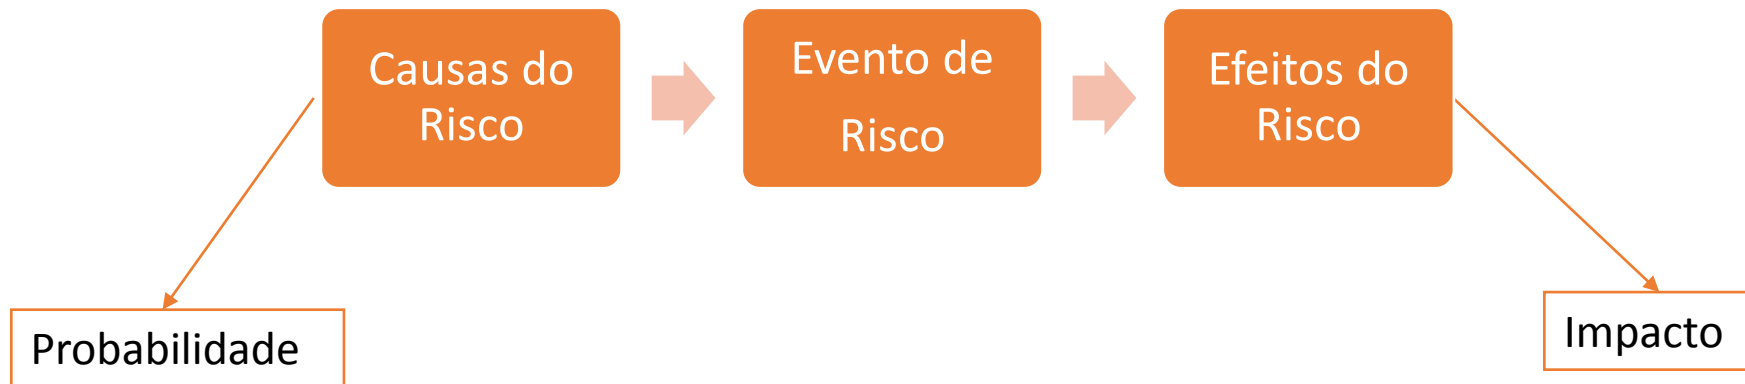 Causas do
Risco
Evento de
Risco
Efeitos do
Risco
Probabilidade
Impacto